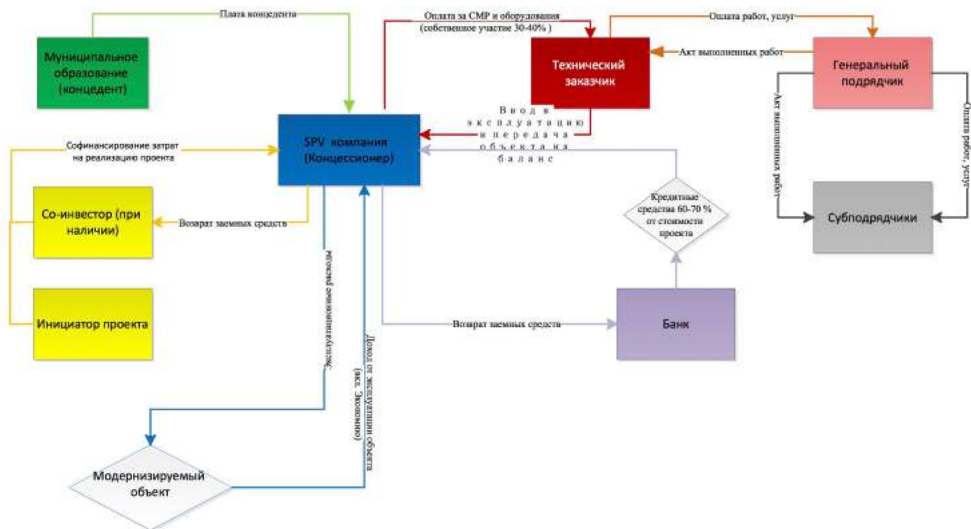 Плата концедента
Оплата за СМР и оборудования
(собственное участие 30-40% )
Оплата работ, услуг
Муниципальное
образование
(концедент)
Технический
заказчик
Акт выполненных работ
Генеральный
подрядчик
Ввод в
эксплуатацию
и передача
объекта на
баланс
Акт выполненных работ
Оплата работ, услуг
SPV компания
(Концессионер)
Софинансирование затрат
на реализацию проекта
Со-инвестор (при
наличии)
Возврат заемных средств
Кредитные
средства 60-70 %
от стоимости
проекта
Субподрядчики
Эксплуатационные расходы
Инициатор проекта
Возврат заемных средств
Банк
Доход от эксплуатации объекта
(вкл. Экономию)
Модернизируемый
объект